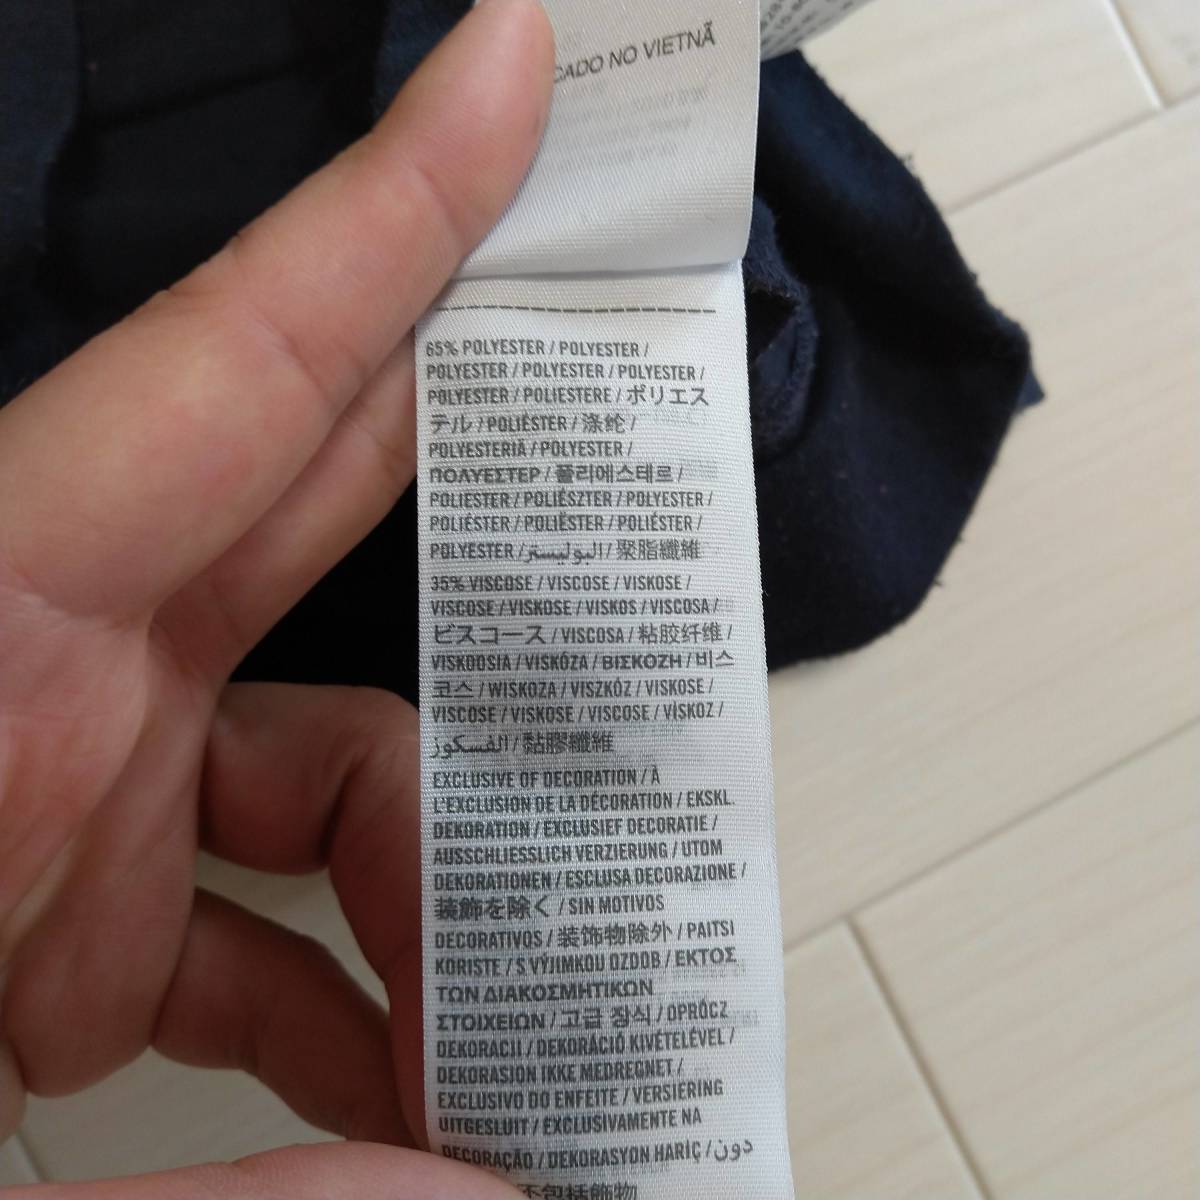 CADO NO VIETNÃ
65% POLYESTER / POLYESTER /
POLYESTER / POLYESTER / POLYESTER /
POLYESTER / POLIESTERE / ポリエス
テル / POLIÉSTER / 涤纶 /
POLYESTERIÄ / POLYESTER /
ΠΟΛΥΕΣΤΕΡ / 폴리에스테르 /
POLIESTER / POLIÉSZTER / POLYESTER /
POLIÉSTER / POLIËSTER / POLIÉSTER /
POLYESTER / البوليستر / 聚脂纖維
35% VISCOSE / VISCOSE / VISKOSE /
VISCOSE / VISKOSE / VISKOS / VISCOSA /
ビスコース / VISCOSA / 粘胶纤维 /
VISKOOSIA / VISKÓZA / ΒΙΣΚΟΖΗ / 비스
코스 / WISKOZA / VISZKÓZ / VISKOSE /
VISCOSE / VISKOSE / VISCOSE / VİSKOZ /
الفسكوز / 黏膠纖維
EXCLUSIVE OF DECORATION / À
L'EXCLUSION DE LA DÉCORATION / EKSKL.
DEKORATION / EXCLUSIEF DECORATIE /
AUSSCHLIESSLICH VERZIERUNG / UTOM
DEKORATIONEN / ESCLUSA DECORAZIONE /
装飾を除く / SIN MOTIVOS
DECORATIVOS / 装饰物除外 / PAITSI
KORISTE / S VÝJIMKOU OZDOB / ΕΚΤΟΣ
ΤΩΝ ΔΙΑΚΟΣΜΗΤΙΚΩΝ
ΣΤΟΙΧΕΙΩΝ / 고급 장식 / OPRÓCZ
DEKORACJI / DEKORÁCIÓ KIVÉTELÉVEL /
DEKORASJON IKKE MEDREGNET /
EXCLUSIVO DO ENFEITE / VERSIERING
UITGESLUIT / EXCLUSIVAMENTE NA
DECORAÇÃO / DEKORASYON HARİÇ / دون
不包括飾物